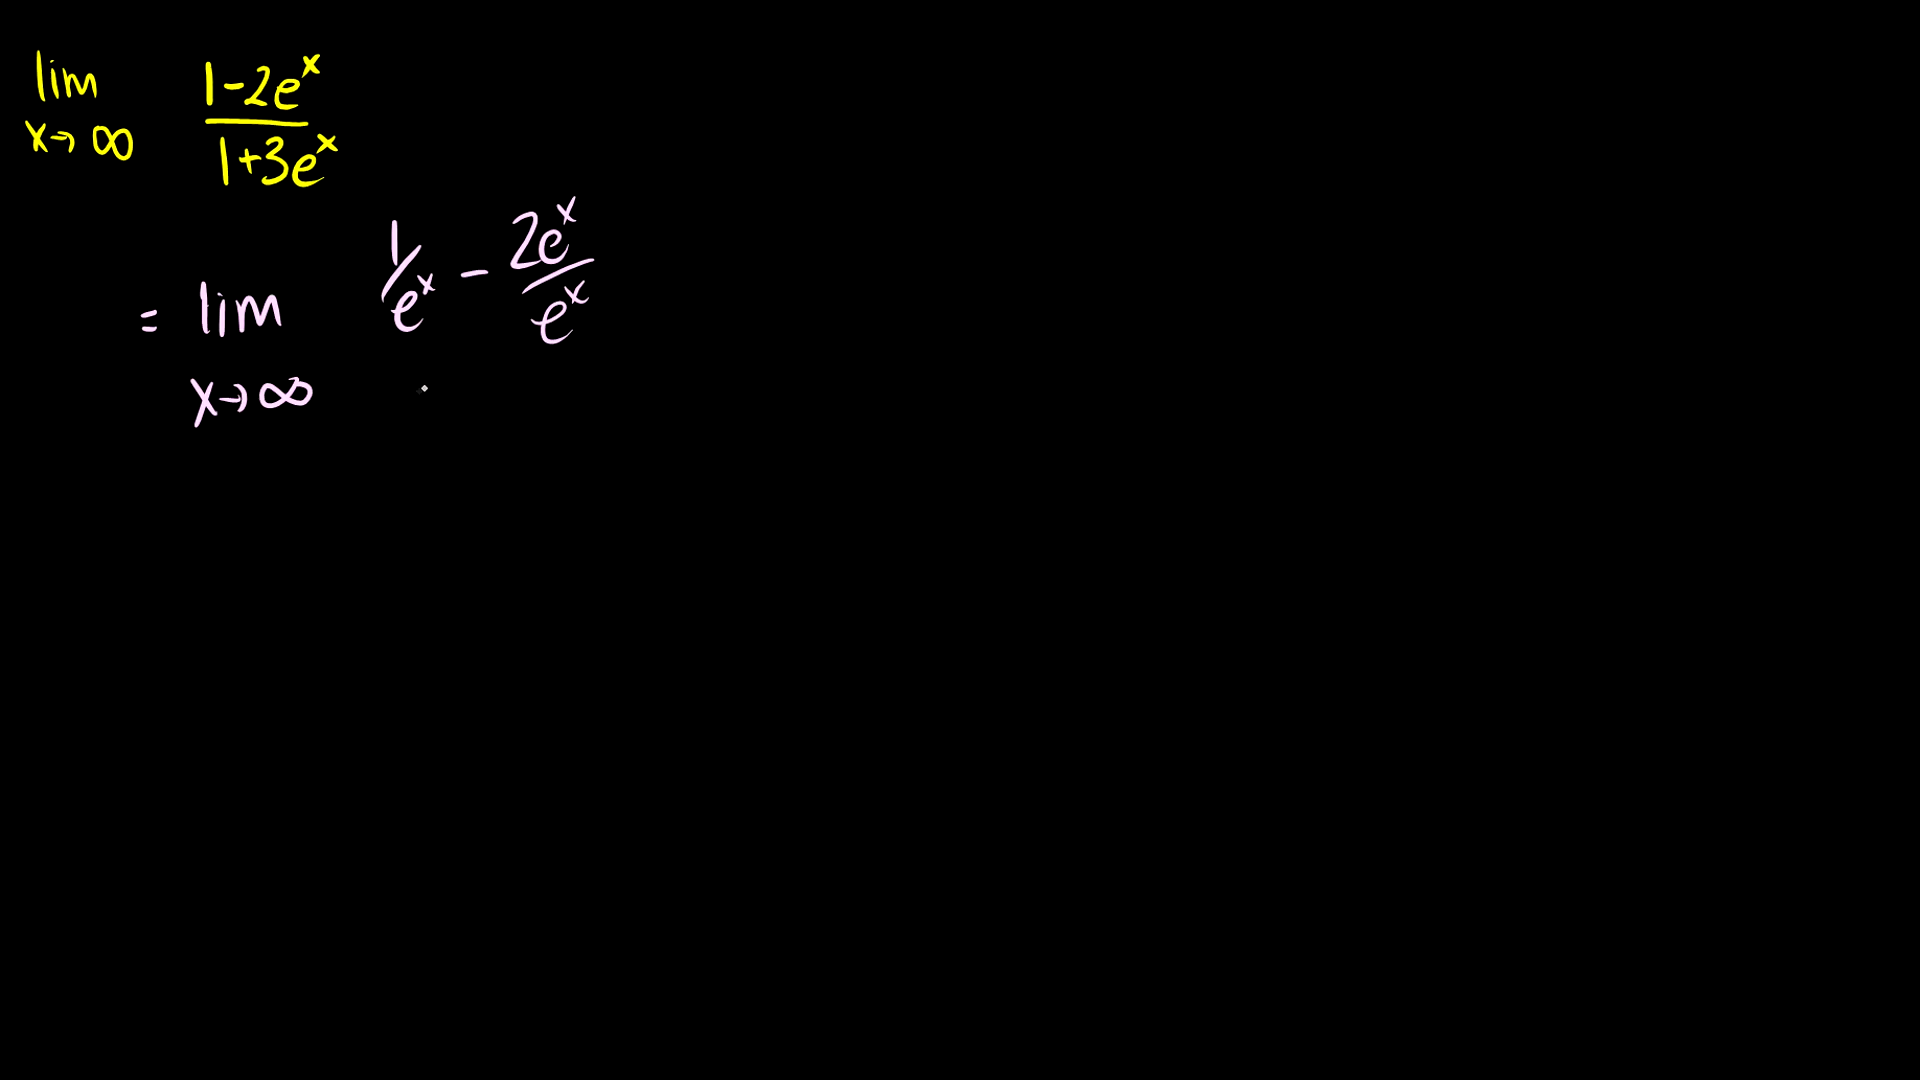 lim 1-2e^x
x→∞ 1+3e^x
= lim 1/e^x - 2e^x/e^x
x→∞